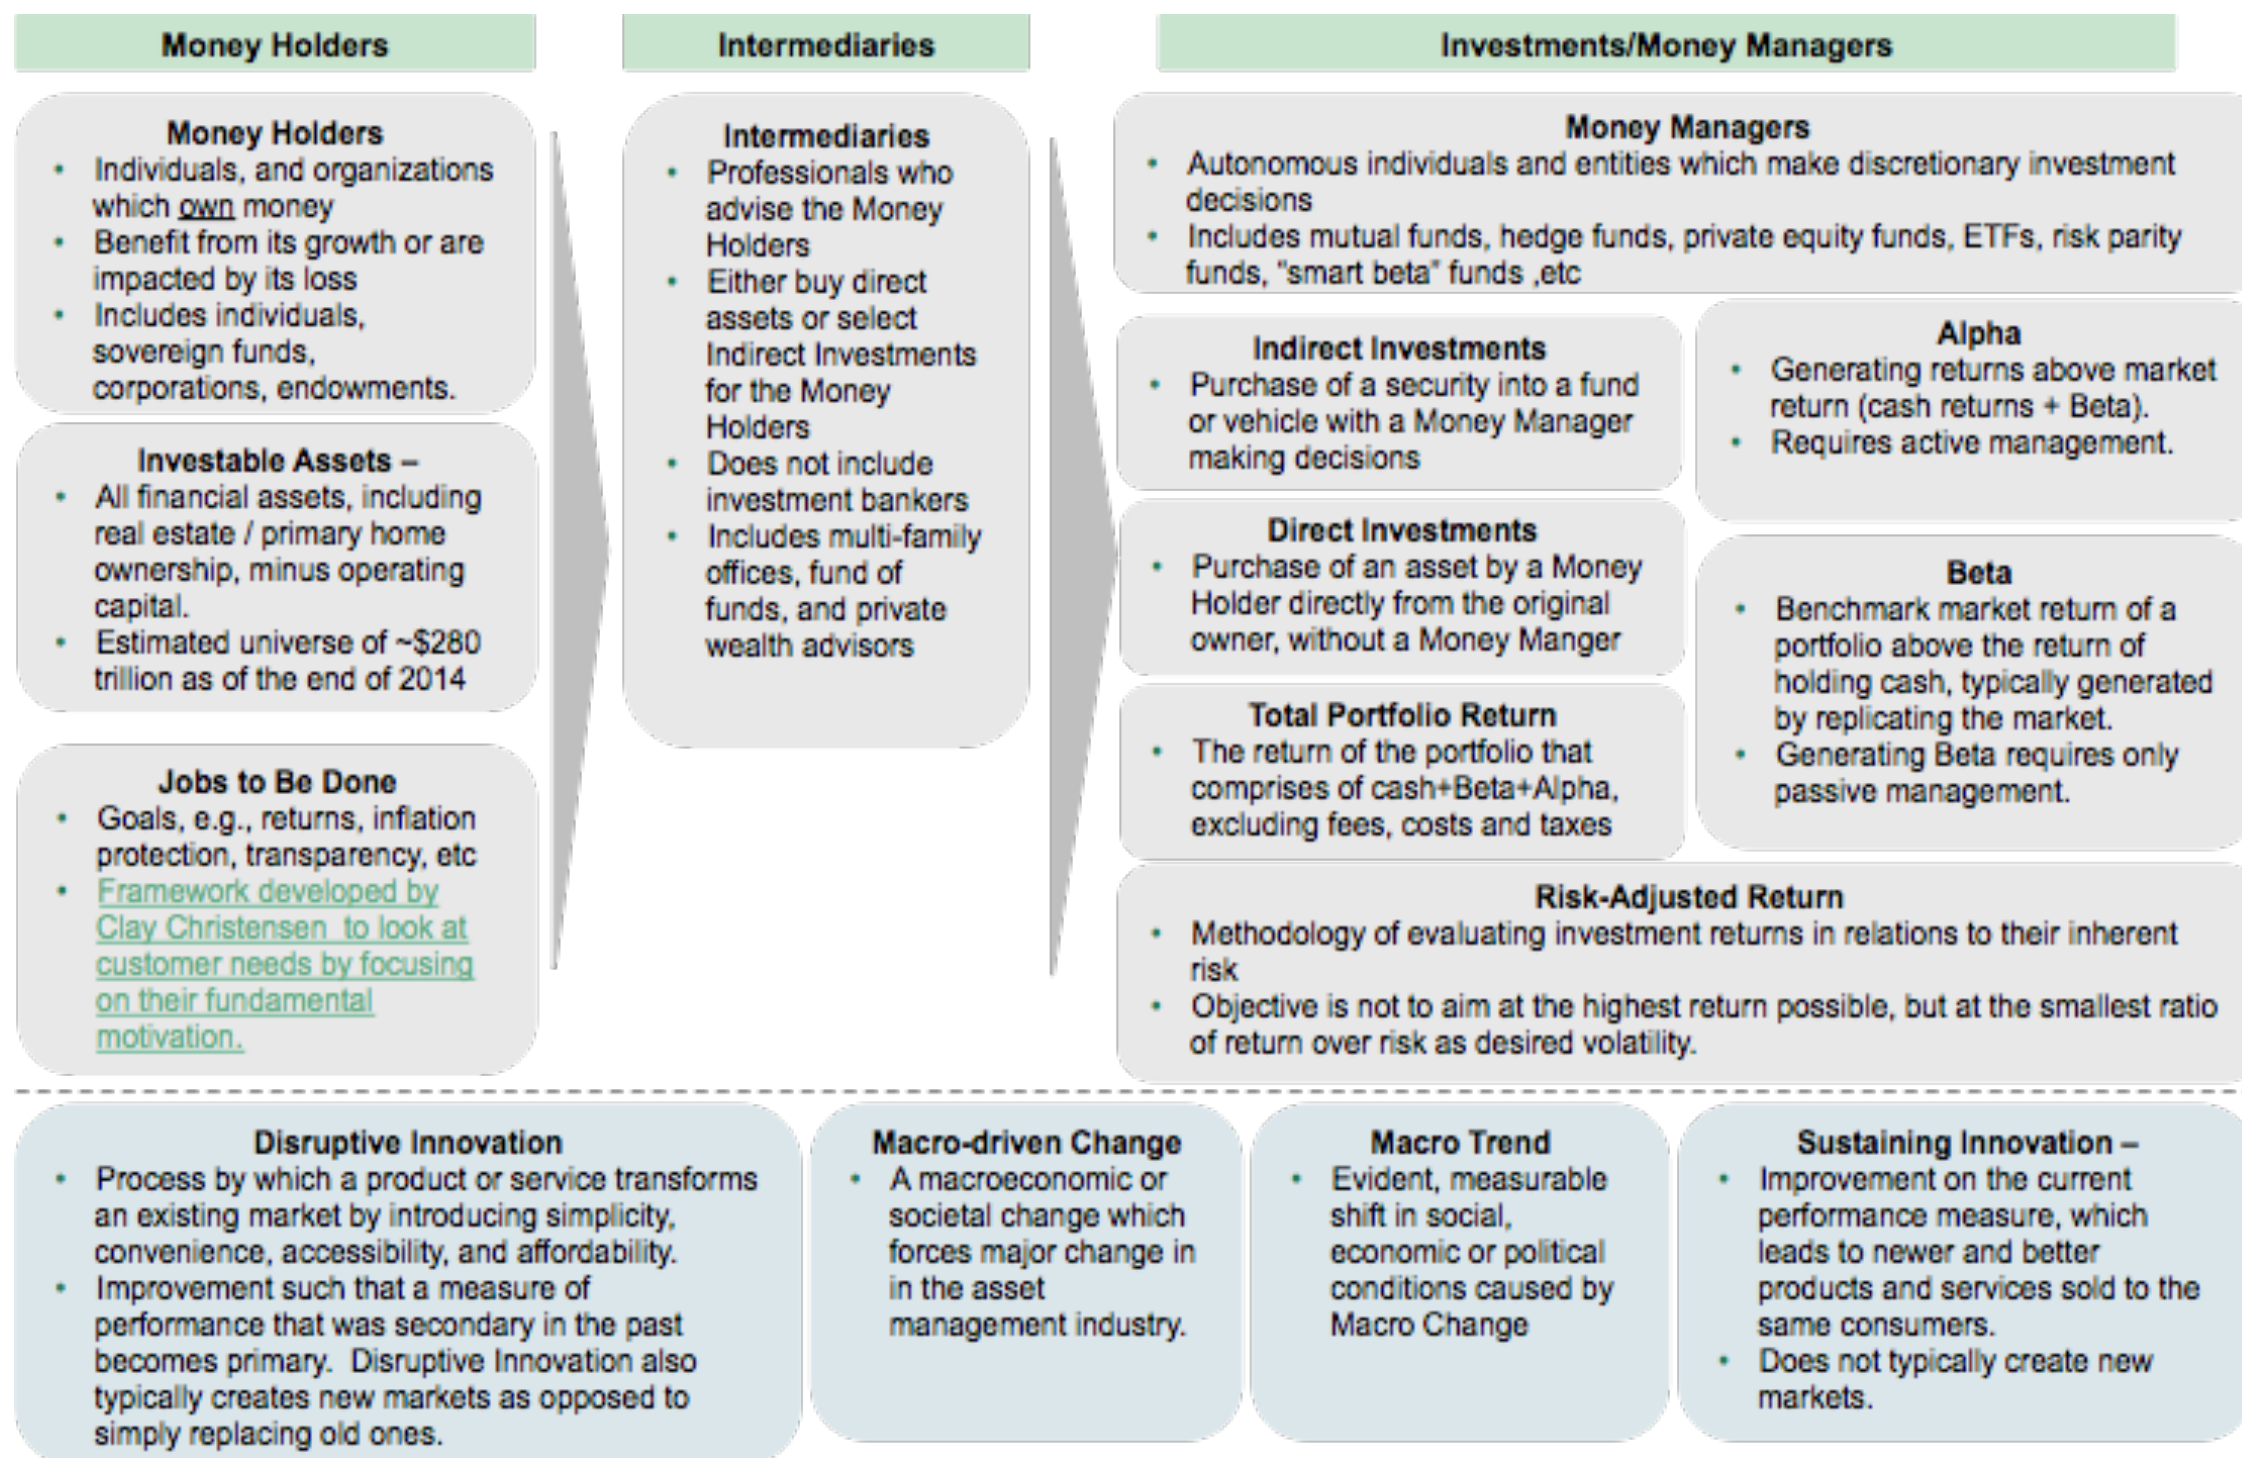 Money Holders
Intermediaries
Investments/Money Managers
Money Holders
• Individuals, and organizations
which own money
• Benefit from its growth or are
impacted by its loss
• Includes individuals,
sovereign funds,
corporations, endowments.
Investable Assets –
• All financial assets, including
real estate / primary home
ownership, minus operating
capital.
• Estimated universe of ~$280
trillion as of the end of 2014
Jobs to Be Done
• Goals, e.g., returns, inflation
protection, transparency, etc
• Framework developed by
Clay Christensen to look at
customer needs by focusing
on their fundamental
motivation.
Intermediaries
• Professionals who
advise the Money
Holders
• Either buy direct
assets or select
Indirect Investments
for the Money
Holders
• Does not include
investment bankers
• Includes multi-family
offices, fund of
funds, and private
wealth advisors
Money Managers
• Autonomous individuals and entities which make discretionary investment
decisions
• Includes mutual funds, hedge funds, private equity funds, ETFs, risk parity
funds, "smart beta" funds ,etc
Indirect Investments
• Purchase of a security into a fund
or vehicle with a Money Manager
making decisions
Direct Investments
• Purchase of an asset by a Money
Holder directly from the original
owner, without a Money Manger
Total Portfolio Return
• The return of the portfolio that
comprises of cash+Beta+Alpha,
excluding fees, costs and taxes
Alpha
• Generating returns above market
return (cash returns + Beta).
• Requires active management.
Beta
• Benchmark market return of a
portfolio above the return of
holding cash, typically generated
by replicating the market.
• Generating Beta requires only
passive management.
Risk-Adjusted Return
• Methodology of evaluating investment returns in relations to their inherent
risk
• Objective is not to aim at the highest return possible, but at the smallest ratio
of return over risk as desired volatility.
Disruptive Innovation
• Process by which a product or service transforms
an existing market by introducing simplicity,
convenience, accessibility, and affordability.
• Improvement such that a measure of
performance that was secondary in the past
becomes primary. Disruptive Innovation also
typically creates new markets as opposed to
simply replacing old ones.
Macro-driven Change
• A macroeconomic or
societal change which
forces major change in
in the asset
management industry.
Macro Trend
• Evident, measurable
shift in social,
economic or political
conditions caused by
Macro Change
Sustaining Innovation –
• Improvement on the current
performance measure, which
leads to newer and better
products and services sold to the
same consumers.
• Does not typically create new
markets.